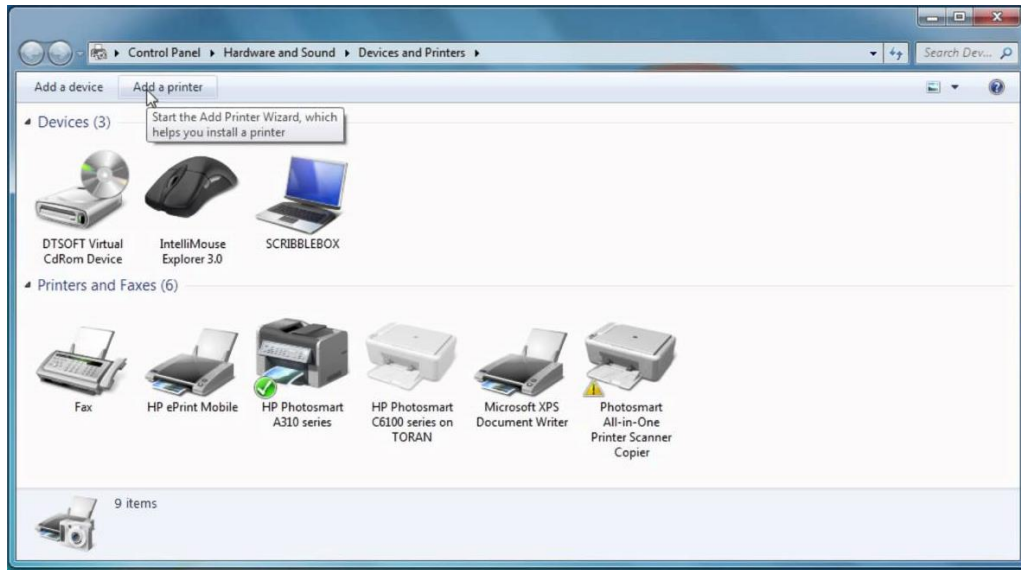 Control Panel ▸ Hardware and Sound ▸ Devices and Printers ▸
Search Dev...
Add a device
Add a printer
Start the Add Printer Wizard, which
helps you install a printer
Devices (3)
DTSOFT Virtual
CdRom Device
IntelliMouse
Explorer 3.0
SCRIBBLEBOX
Printers and Faxes (6)
Fax
HP ePrint Mobile
HP Photosmart
A310 series
HP Photosmart
C6100 series on
TORAN
Microsoft XPS
Document Writer
Photosmart
All-in-One
Printer Scanner
Copier
9 items